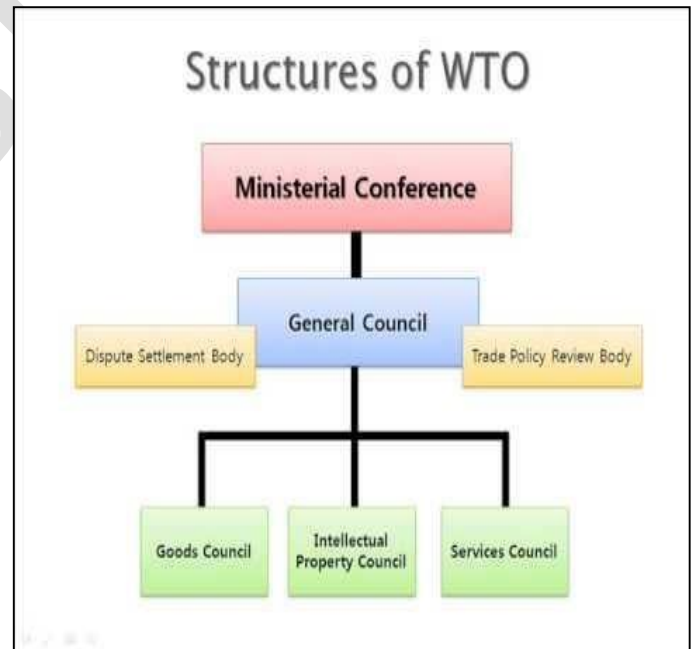 Structures of WTO
Ministerial Conference
General Council
Dispute Settlement Body
Trade Policy Review Body
Goods Council
Intellectual
Property Council
Services Council